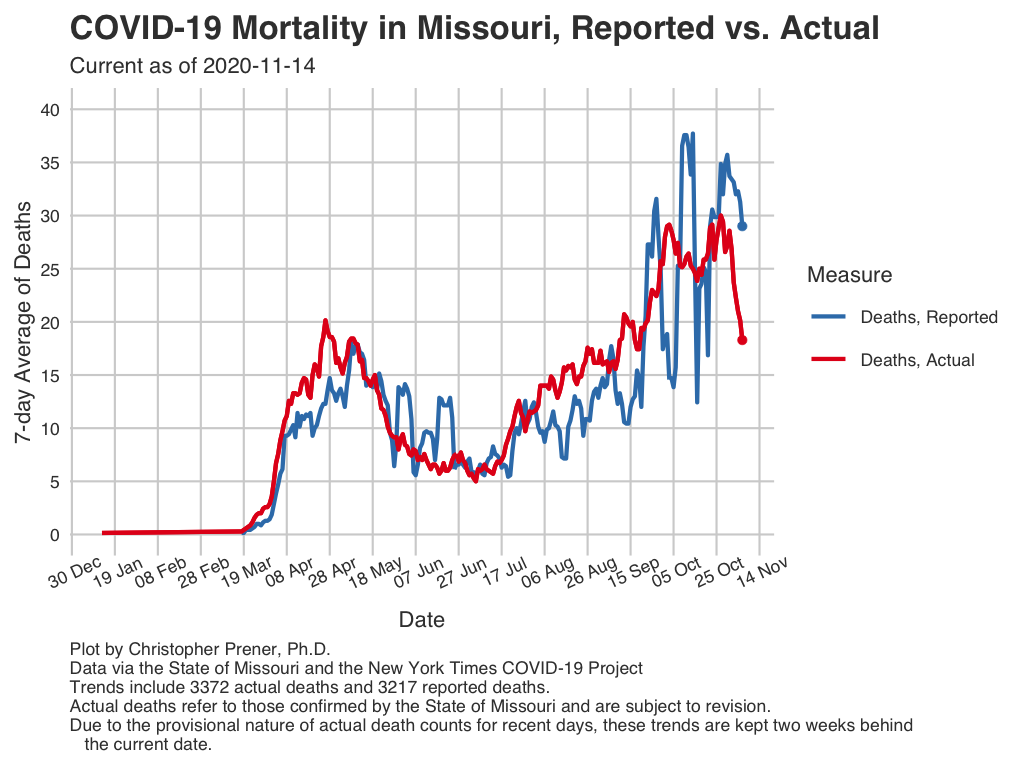 COVID-19 Mortality in Missouri, Reported vs. Actual
Current as of 2020-11-14
7-day Average of Deaths
40
35
30
25
20
15
10
5
0
30 Dec
19 Jan
08 Feb
28 Feb
19 Mar
08 Apr
28 Apr
18 May
07 Jun
27 Jun
17 Jul
06 Aug
26 Aug
15 Sep
05 Oct
25 Oct
14 Nov
Date
Measure
Deaths, Reported
Deaths, Actual
Plot by Christopher Prener, Ph.D.
Data via the State of Missouri and the New York Times COVID-19 Project
Trends include 3372 actual deaths and 3217 reported deaths.
Actual deaths refer to those confirmed by the State of Missouri and are subject to revision.
Due to the provisional nature of actual death counts for recent days, these trends are kept two weeks behind
the current date.